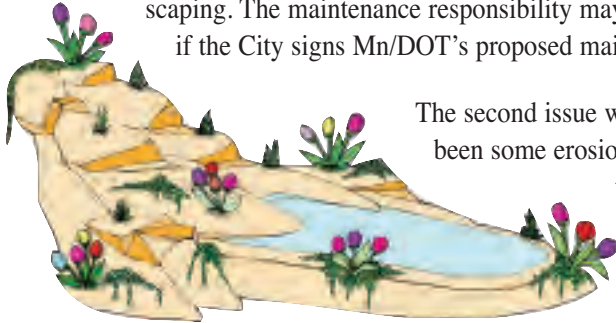 scaping. The maintenance responsibility may
if the City signs Mn/DOT's proposed mai
The second issue w
been some erosio